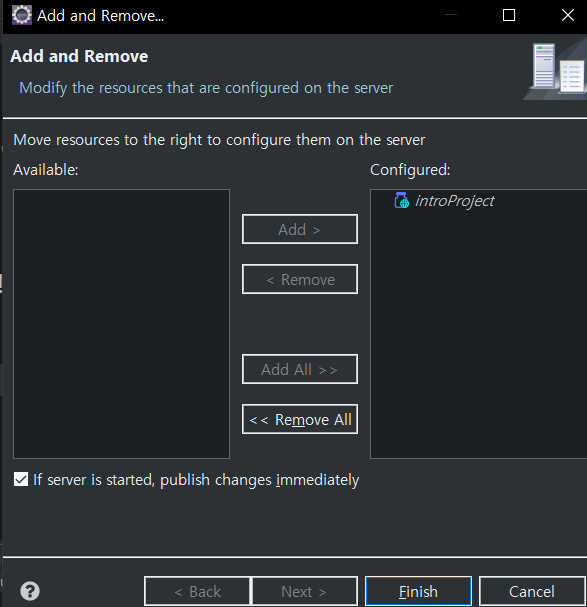 Add and Remove...
Add and Remove
Modify the resources that are configured on the server
Move resources to the right to configure them on the server
Available:
Configured:
introProject
Add >
< Remove
Add All >>
<< Remove All
If server is started, publish changes immediately
?
< Back
Next >
Finish
Cancel